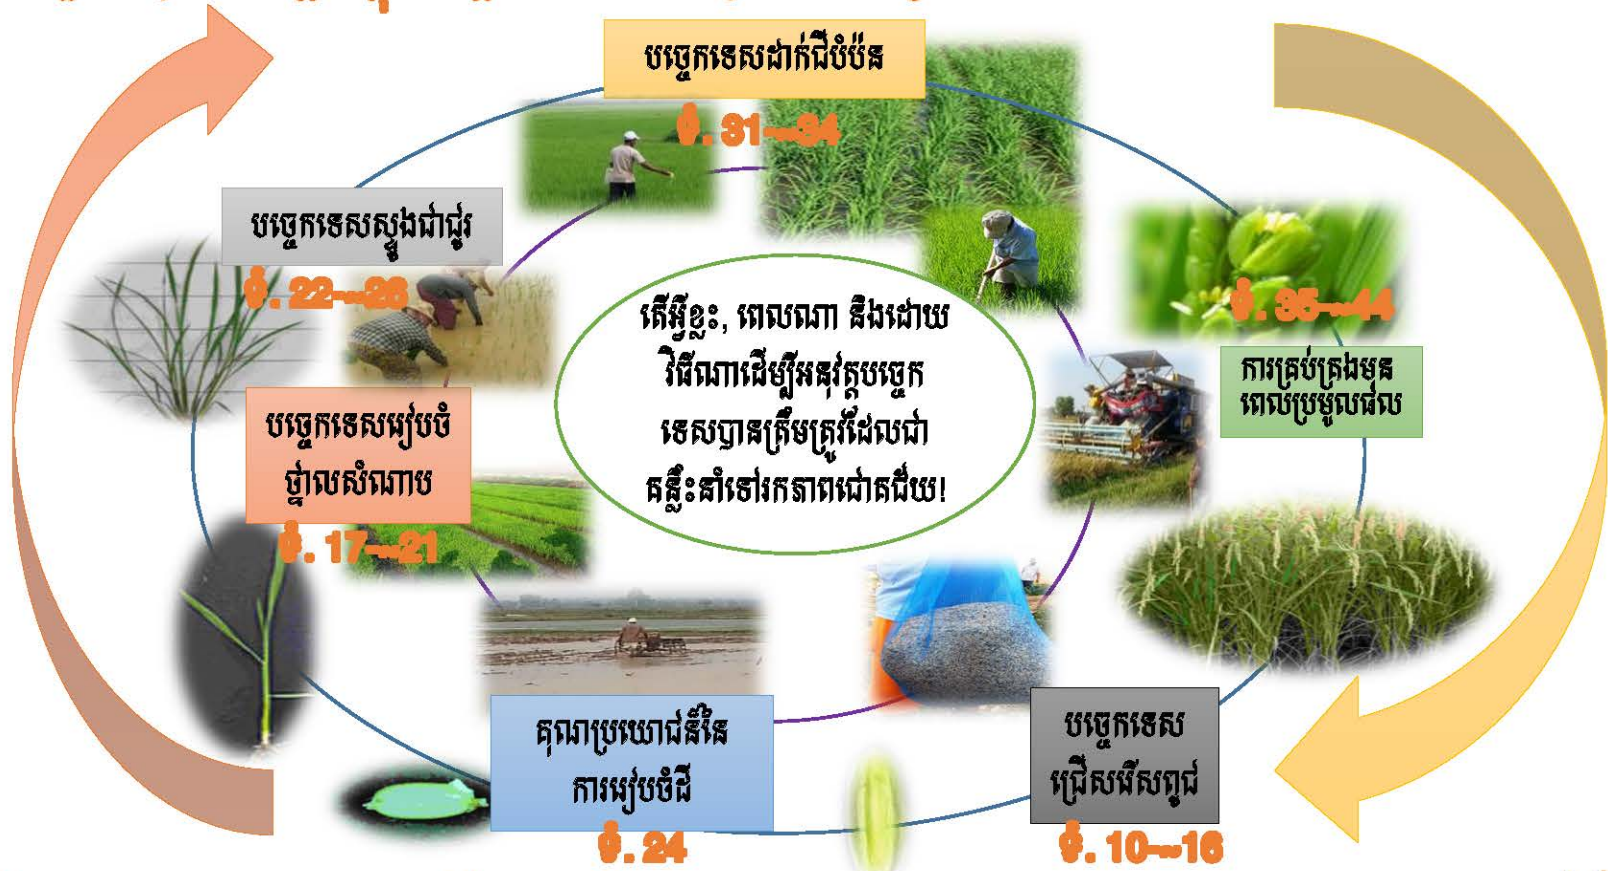 បច្ចេកទេសដាក់ជីបំប៉ន
ទំ. 31~34
បច្ចេកទេសស្ទូងជាជួរ
ទំ. 22~26
ទំ. 35~44
ការគ្រប់គ្រងមុន
ពេលប្រមូលផល
តើអ្វីខ្លះ, ពេលណា និងដោយ
វិធីណាដើម្បីអនុវត្តបច្ចេក
ទេសបានត្រឹមត្រូវដែលជា
គន្លឹះនាំទៅរកភាពជោគជ័យ!
បច្ចេកទេសរៀបចំ
ថ្នាលសំណាប
ទំ. 17~21
គុណប្រយោជន៏នៃ
ការរៀបចំដី
ទំ. 24
បច្ចេកទេស
ជ្រើសរើសពូជ
ទំ. 10~16